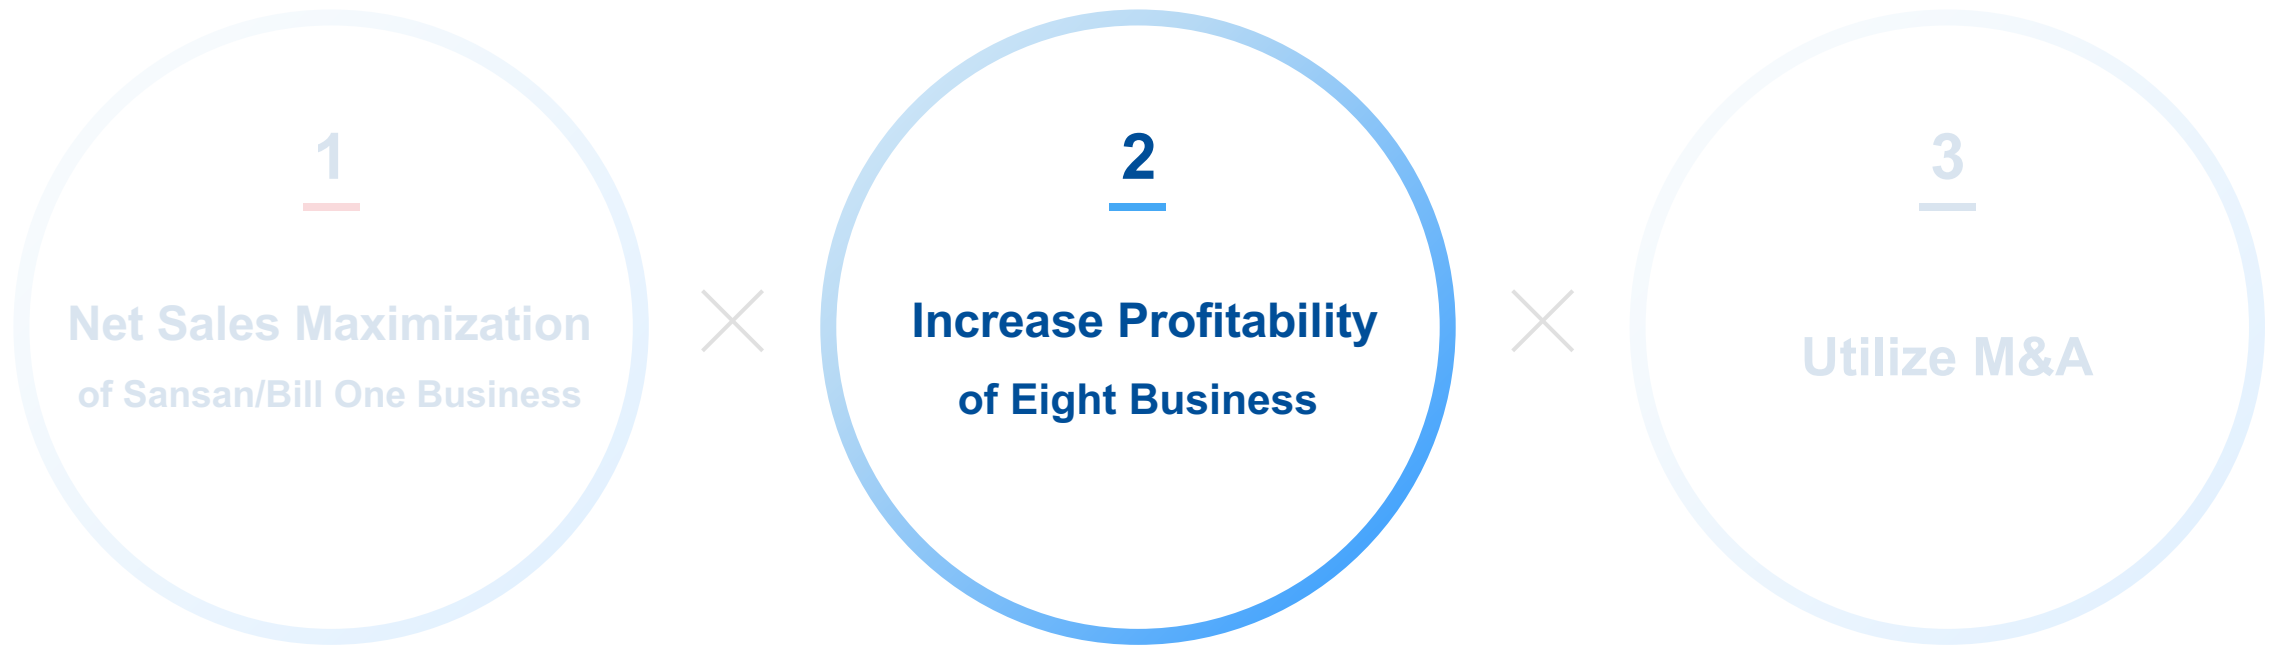 1
Net Sales Maximization
of Sansan/Bill One Business
2
Increase Profitability
of Eight Business
3
Utilize M&A